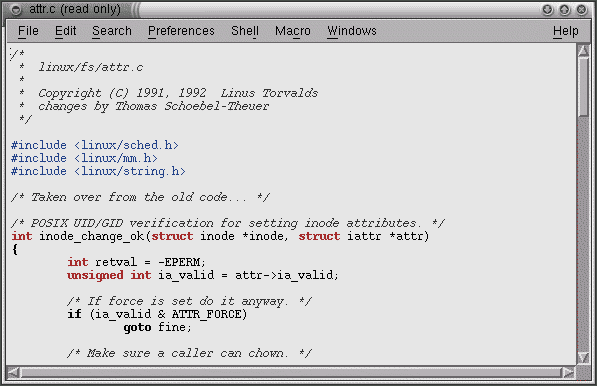 attr.c (read only)
File Edit Search Preferences Shell Macro Windows Help
/*
 *  linux/fs/attr.c
 *
 *  Copyright (C) 1991, 1992  Linus Torvalds
 *  changes by Thomas Schoebel-Theuer
 */

#include <linux/sched.h>
#include <linux/mm.h>
#include <linux/string.h>

/* Taken over from the old code... */

/* POSIX UID/GID verification for setting inode attributes. */
int inode_change_ok(struct inode *inode, struct iattr *attr)
{
        int retval = -EPERM;
        unsigned int ia_valid = attr->ia_valid;

        /* If force is set do it anyway. */
        if (ia_valid & ATTR_FORCE)
                goto fine;

        /* Make sure a caller can chown. */